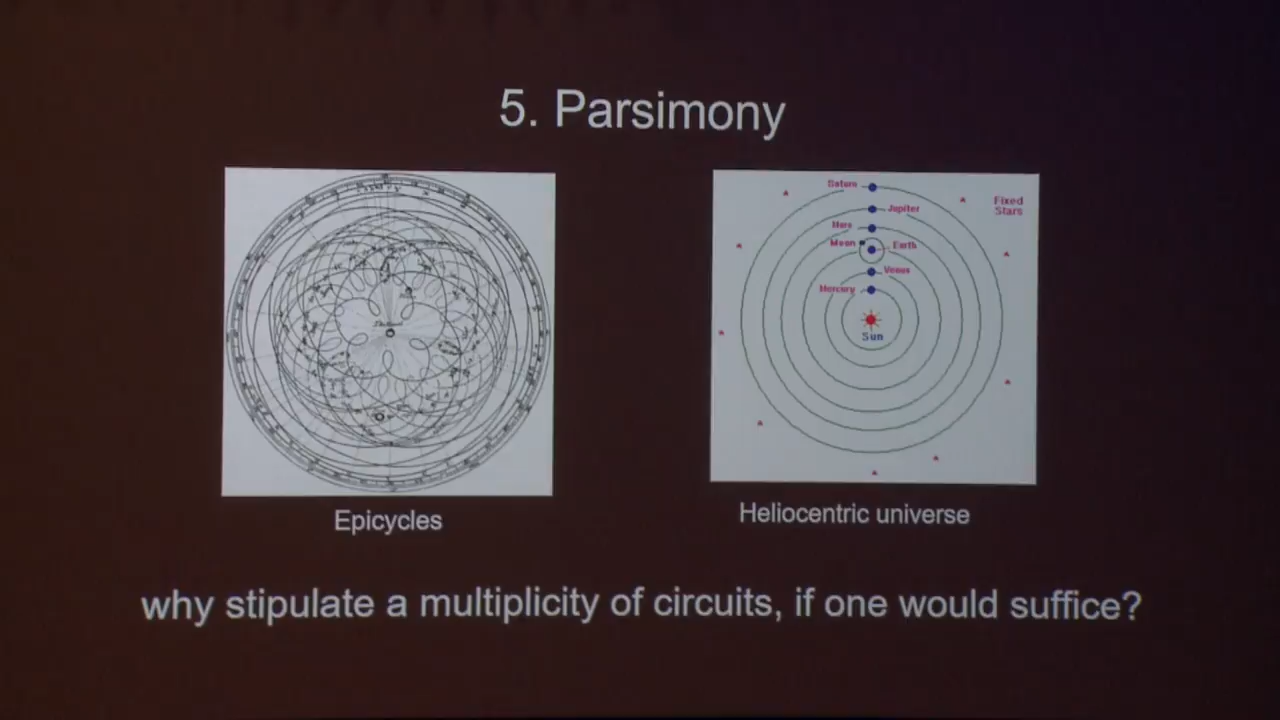 5. Parsimony
Saturn
Fixed
Stars
Jupiter
Mars
Moon
Earth
Venus
Mercury
Sun
Epicycles
Heliocentric universe
why stipulate a multiplicity of circuits, if one would suffice?